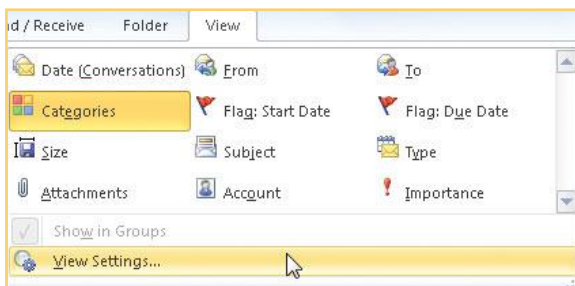 d / Receive Folder View
Date (Conversations) From To
Categories Flag: Start Date Flag: Due Date
Size Subject Type
Attachments Account Importance
Show in Groups
View Settings...